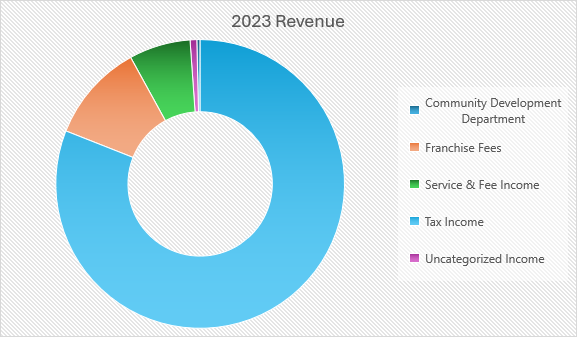 2023 Revenue
Community Development
Department
Franchise Fees
Service & Fee Income
Tax Income
Uncategorized Income